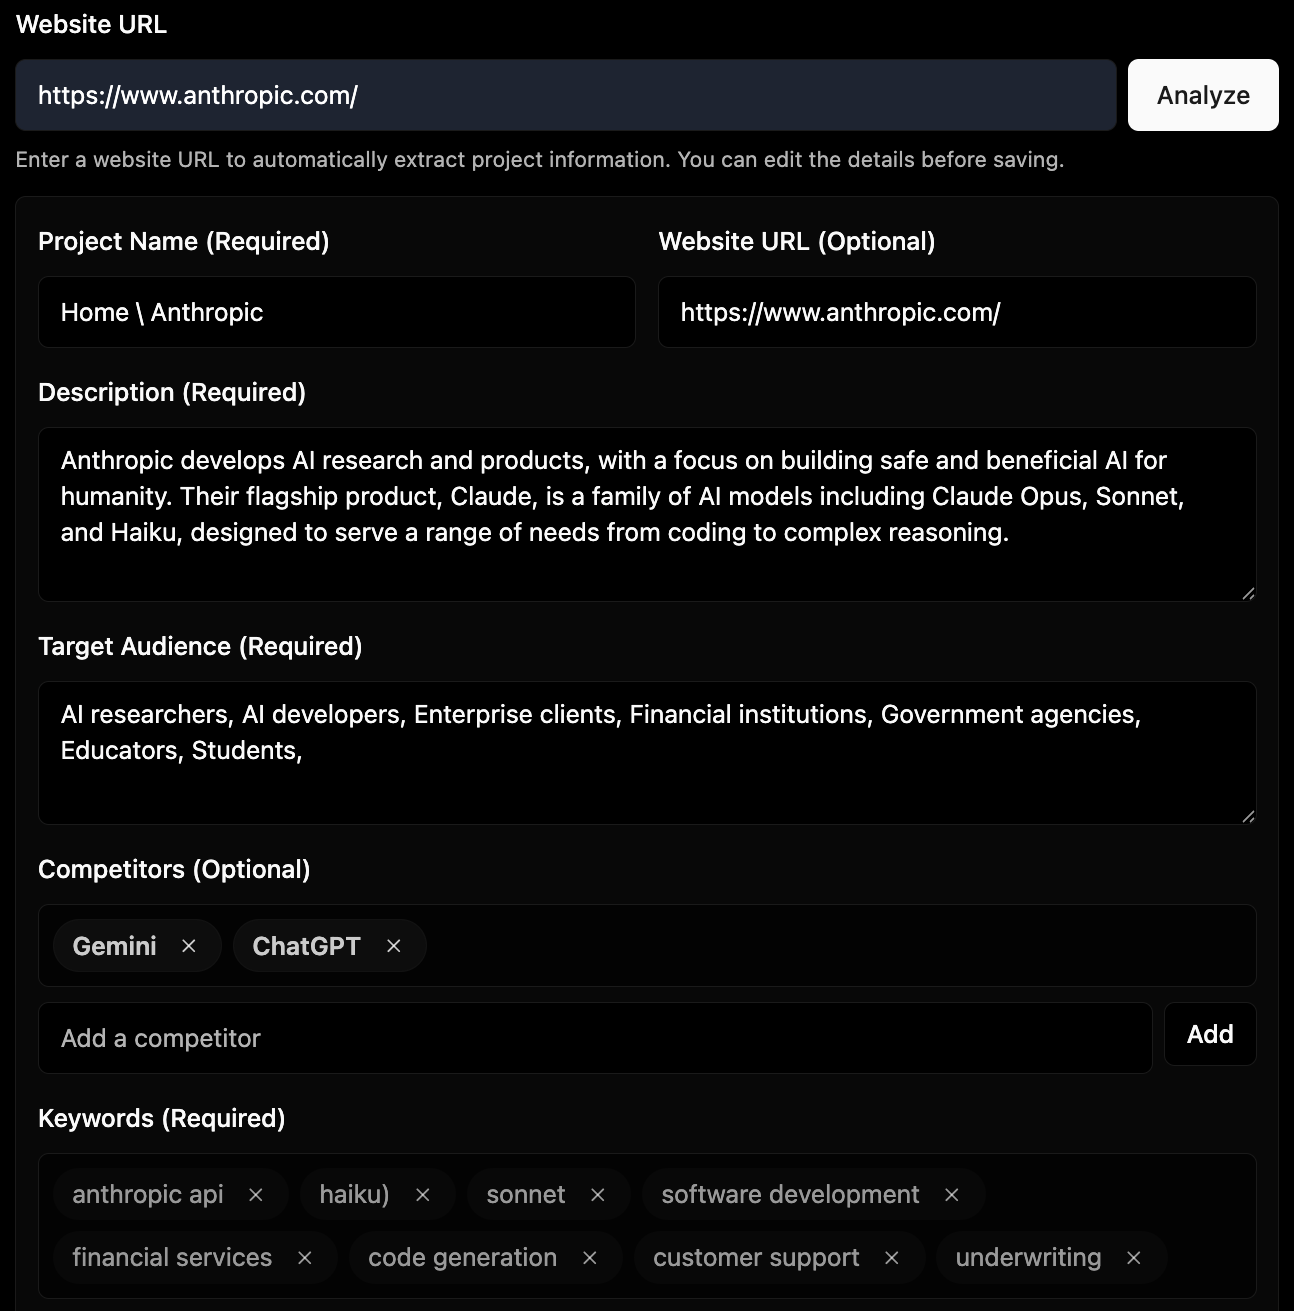 Website URL
https://www.anthropic.com/
Analyze
Enter a website URL to automatically extract project information. You can edit the details before saving.
Project Name (Required)
Website URL (Optional)
Home \ Anthropic
https://www.anthropic.com/
Description (Required)
Anthropic develops AI research and products, with a focus on building safe and beneficial AI for
humanity. Their flagship product, Claude, is a family of AI models including Claude Opus, Sonnet,
and Haiku, designed to serve a range of needs from coding to complex reasoning.
Target Audience (Required)
AI researchers, AI developers, Enterprise clients, Financial institutions, Government agencies,
Educators, Students,
Competitors (Optional)
Gemini × ChatGPT ×
Add a competitor
Add
Keywords (Required)
anthropic api × haiku) × sonnet × software development ×
financial services × code generation × customer support × underwriting ×